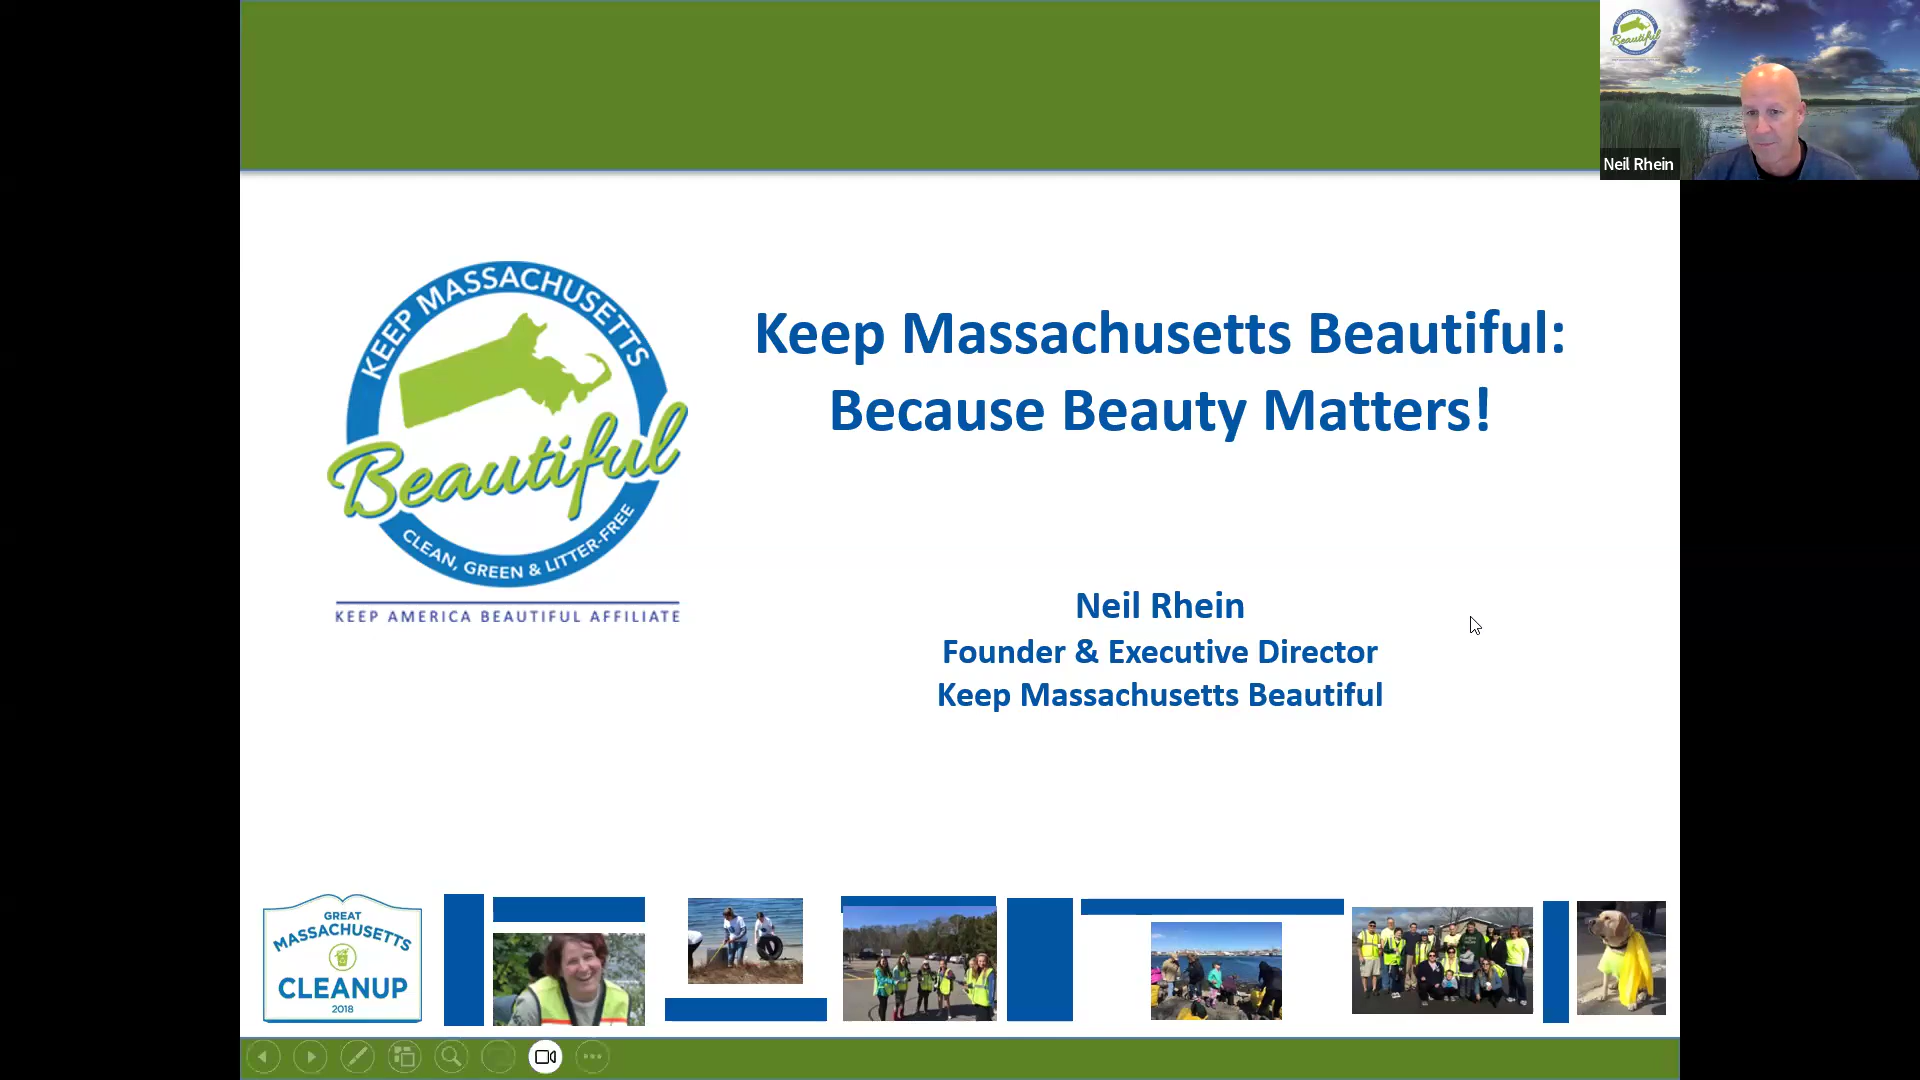 Beautiful
Neil Rhein
KEEP MASSACHUSETTS
Beautiful
CLEAN, GREEN & LITTER-FREE
KEEP AMERICA BEAUTIFUL AFFILIATE
Keep Massachusetts Beautiful:
Because Beauty Matters!
Neil Rhein
Founder & Executive Director
Keep Massachusetts Beautiful
GREAT
MASSACHUSETTS
CLEANUP
2018